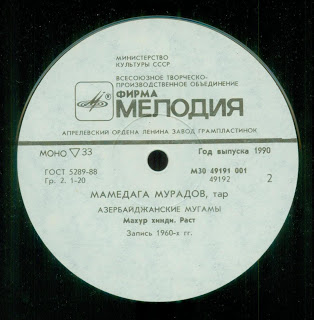 МИНИСТЕРСТВО
КУЛЬТУРЫ СССР
ВСЕСОЮЗНОЕ ТВОРЧЕСКО-
ПРОИЗВОДСТВЕННОЕ ОБЪЕДИНЕНИЕ
ФИРМА
МЕЛОДИЯ
АПРЕЛЕВСКИЙ ОРДЕНА ЛЕНИНА ЗАВОД ГРАМПЛАСТИНОК
МОНО ▽ 33
Год выпуска 1990
ГОСТ 5289-88
М30 49191 001
Гр. 2. 1-20
49192
2
МАМЕДАГА МУРАДОВ, тар
АЗЕРБАЙДЖАНСКИЕ МУГАМЫ
Махур хинди. Раст
Запись 1960-х гг.